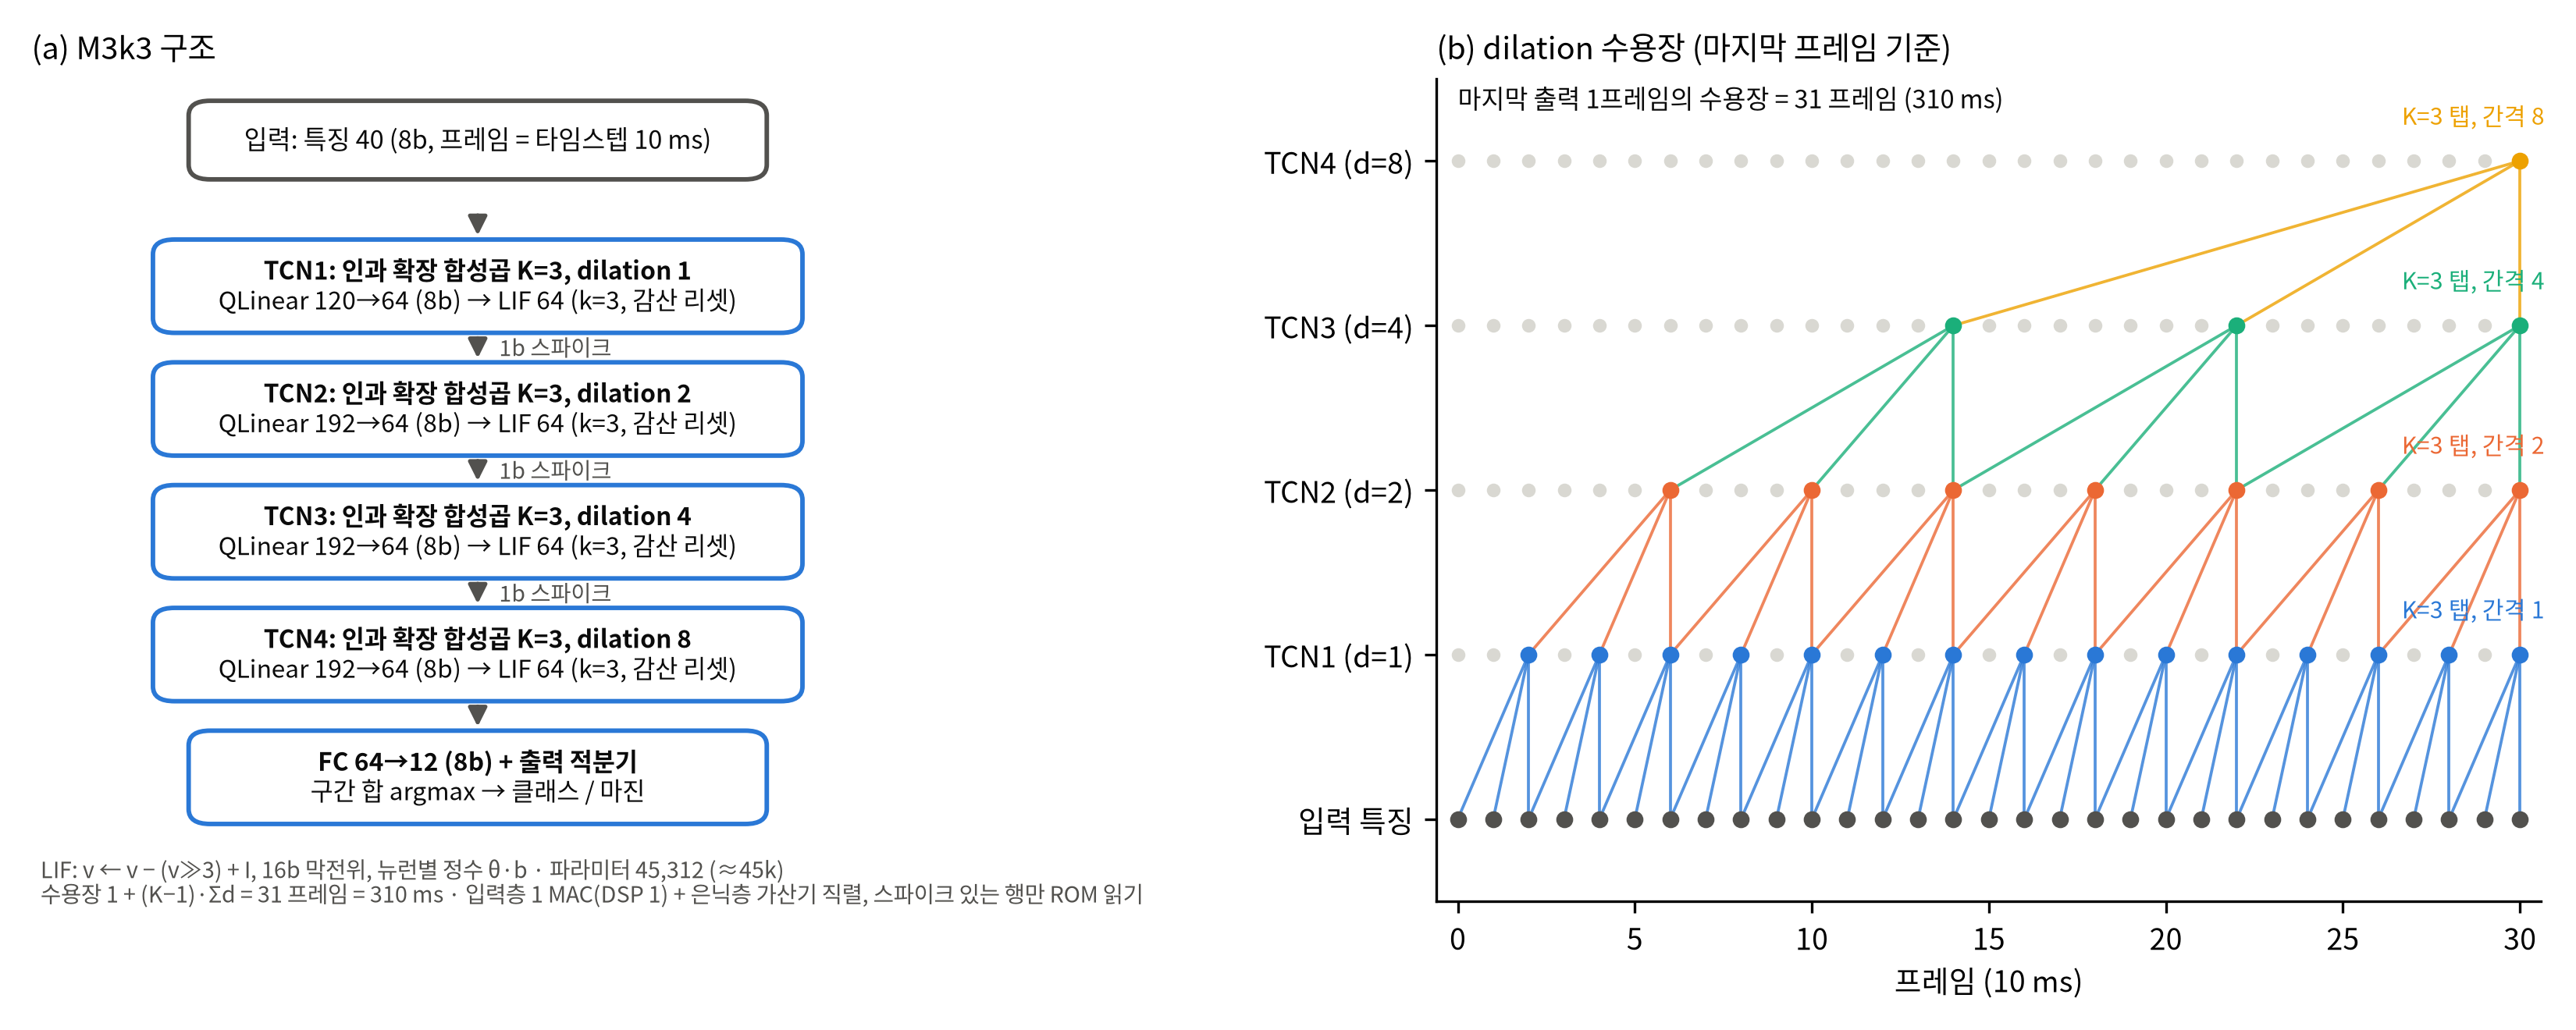 (a) M3k3 구조
입력: 특징 40 (8b, 프레임 = 타임스텝 10 ms)
TCN1: 인과 확장 합성곱 K=3, dilation 1
QLinear 120→64 (8b) → LIF 64 (k=3, 감산 리셋)
1b 스파이크
TCN2: 인과 확장 합성곱 K=3, dilation 2
QLinear 192→64 (8b) → LIF 64 (k=3, 감산 리셋)
1b 스파이크
TCN3: 인과 확장 합성곱 K=3, dilation 4
QLinear 192→64 (8b) → LIF 64 (k=3, 감산 리셋)
1b 스파이크
TCN4: 인과 확장 합성곱 K=3, dilation 8
QLinear 192→64 (8b) → LIF 64 (k=3, 감산 리셋)
FC 64→12 (8b) + 출력 적분기
구간 합 argmax → 클래스 / 마진
LIF: v ← v − (v≫3) + I, 16b 막전위, 뉴런별 정수 θ·b · 파라미터 45,312 (≈45k)
수용장 1 + (K−1)·Σd = 31 프레임 = 310 ms · 입력층 1 MAC(DSP 1) + 은닉층 가산기 직렬, 스파이크 있는 행만 ROM 읽기
(b) dilation 수용장 (마지막 프레임 기준)
마지막 출력 1프레임의 수용장 = 31 프레임 (310 ms)
K=3 탭, 간격 8
TCN4 (d=8)
K=3 탭, 간격 4
TCN3 (d=4)
K=3 탭, 간격 2
TCN2 (d=2)
K=3 탭, 간격 1
TCN1 (d=1)
입력 특징
0 5 10 15 20 25 30
프레임 (10 ms)